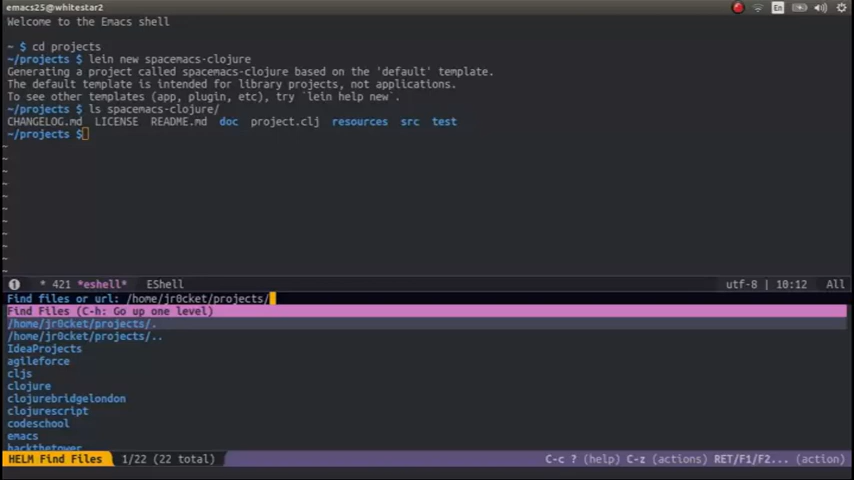 emacs25@whitestar2
En
Welcome to the Emacs shell
~ $ cd projects
~/projects $ lein new spacemacs-clojure
Generating a project called spacemacs-clojure based on the 'default' template.
The default template is intended for library projects, not applications.
To see other templates (app, plugin, etc), try `lein help new`.
~/projects $ ls spacemacs-clojure/
CHANGELOG.md LICENSE README.md doc project.clj resources src test
~/projects $
~
~
~
~
~
~
~
~
~
~
~
1 * 421 *eshell* EShell utf-8 | 10:12 All
Find files or url: /home/jr0cket/projects/
Find Files (C-h: Go up one level)
/home/jr0cket/projects/.
/home/jr0cket/projects/..
IdeaProjects
agileforce
cljs
clojure
clojurebridgelondon
clojurescript
codeschool
emacs
hackthetower
HELM Find Files 1/22 (22 total) C-c ? (help) C-z (actions) RET/F1/F2... (action)